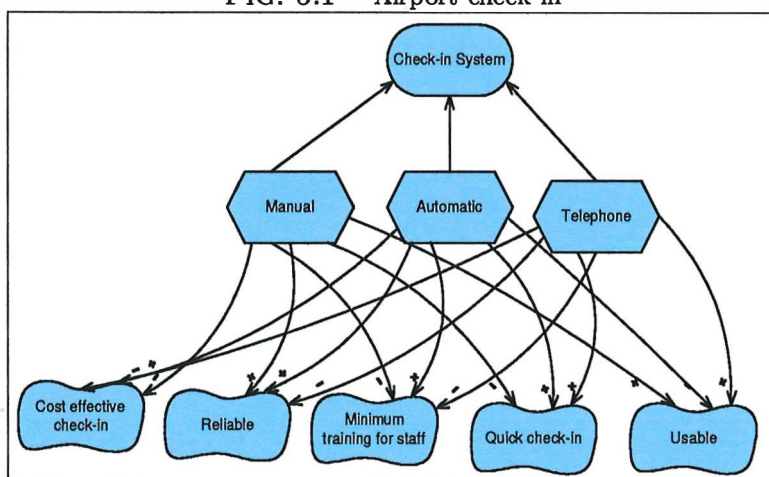 FIG. 3.1 Airport check-in
Check-in System
Manual
Automatic
Telephone
- + -
+ + -
- +
- -
+ +
+
- +
Cost effective
check-in
Reliable
Minimum
training for staff
Quick check-in
Usable